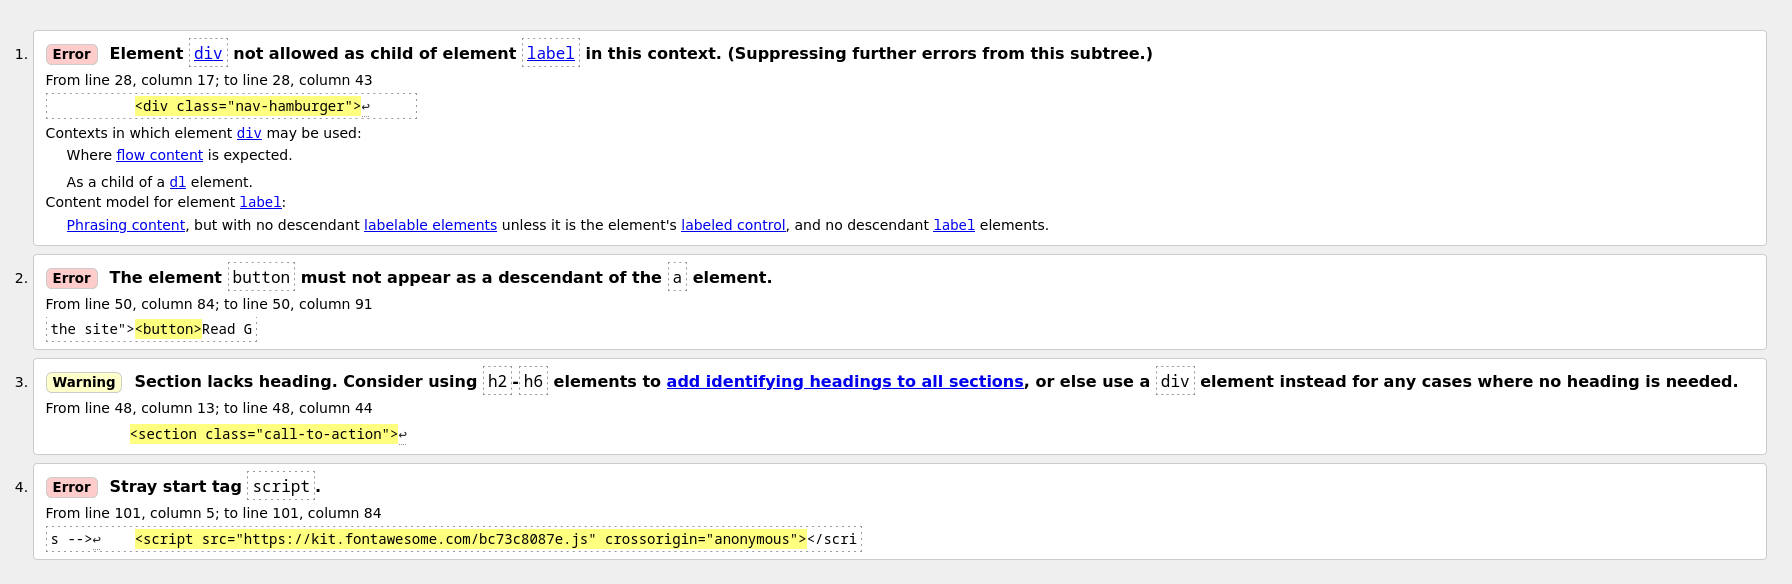 1. Error Element div not allowed as child of element label in this context. (Suppressing further errors from this subtree.)
From line 28, column 17; to line 28, column 43
<div class="nav-hamburger">↩
Contexts in which element div may be used:
Where flow content is expected.
As a child of a dl element.
Content model for element label:
Phrasing content, but with no descendant labelable elements unless it is the element's labeled control, and no descendant label elements.
2. Error The element button must not appear as a descendant of the a element.
From line 50, column 84; to line 50, column 91
the site"><button>Read G
3. Warning Section lacks heading. Consider using h2-h6 elements to add identifying headings to all sections, or else use a div element instead for any cases where no heading is needed.
From line 48, column 13; to line 48, column 44
<section class="call-to-action">↩
4. Error Stray start tag script.
From line 101, column 5; to line 101, column 84
s -->↩ <script src="https://kit.fontawesome.com/bc73c8087e.js" crossorigin="anonymous"></scri